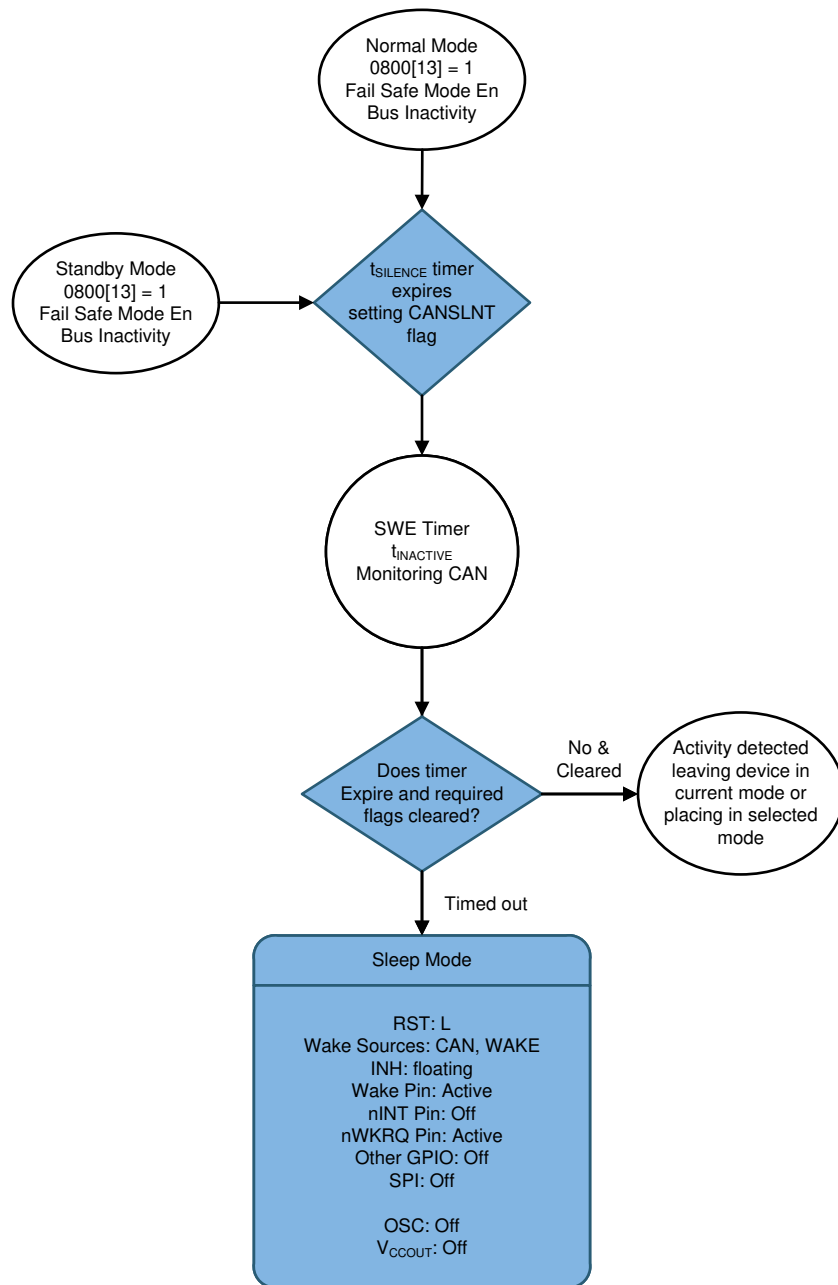 Normal Mode
0800[13] = 1
Fail Safe Mode En
Bus Inactivity
Standby Mode
0800[13] = 1
Fail Safe Mode En
Bus Inactivity
tSILENCE timer
expires
setting CANSLNT
flag
SWE Timer
tINACTIVE
Monitoring CAN
Does timer
Expire and required
flags cleared?
No &
Cleared
Activity detected
leaving device in
current mode or
placing in selected
mode
Timed out
Sleep Mode
RST: L
Wake Sources: CAN, WAKE
INH: floating
Wake Pin: Active
nINT Pin: Off
nWKRQ Pin: Active
Other GPIO: Off
SPI: Off
OSC: Off
VCCOUT: Off